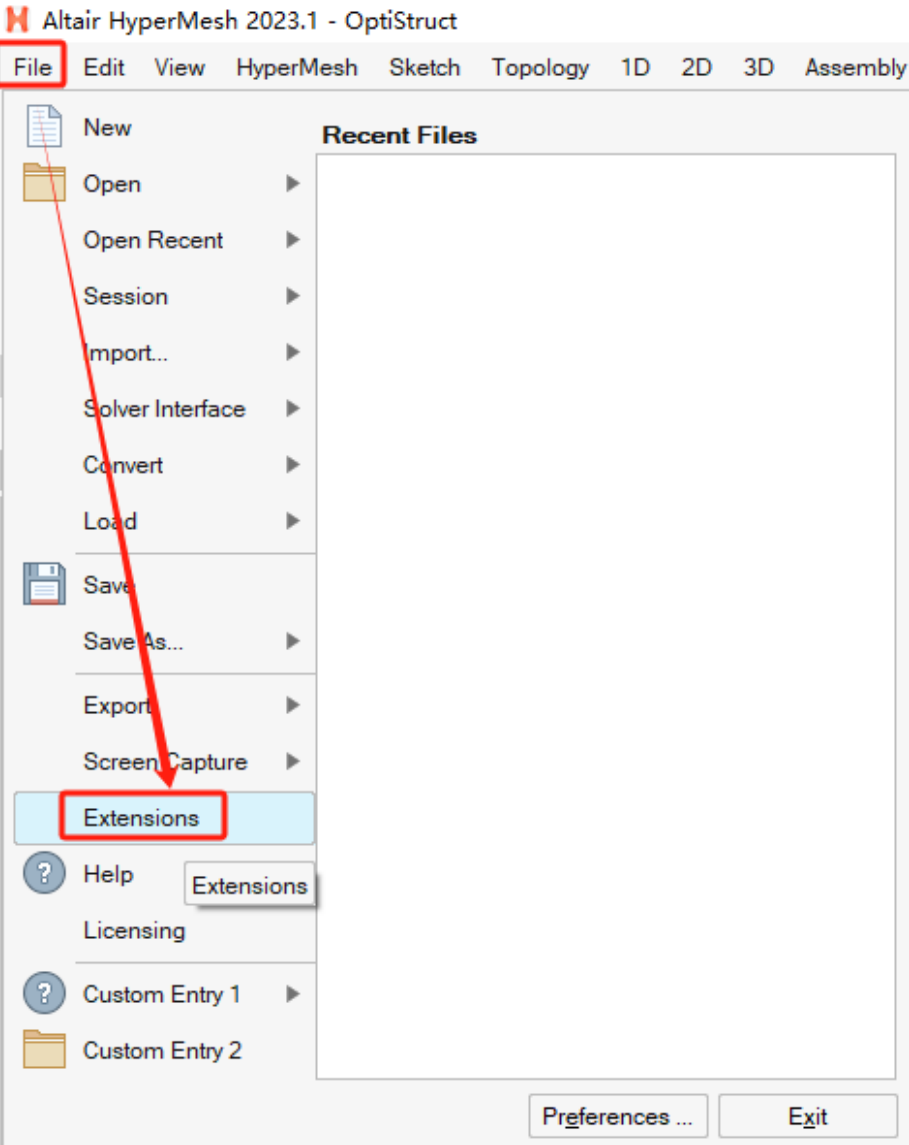 Altair HyperMesh 2023.1 - OptiStruct
File Edit View HyperMesh Sketch Topology 1D 2D 3D Assembly
New
Recent Files
Open
Open Recent
Session
Import...
Solver Interface
Convert
Load
Save
Save As...
Export
Screen Capture
Extensions
Help
Extensions
Licensing
Custom Entry 1
Custom Entry 2
Preferences ... Exit